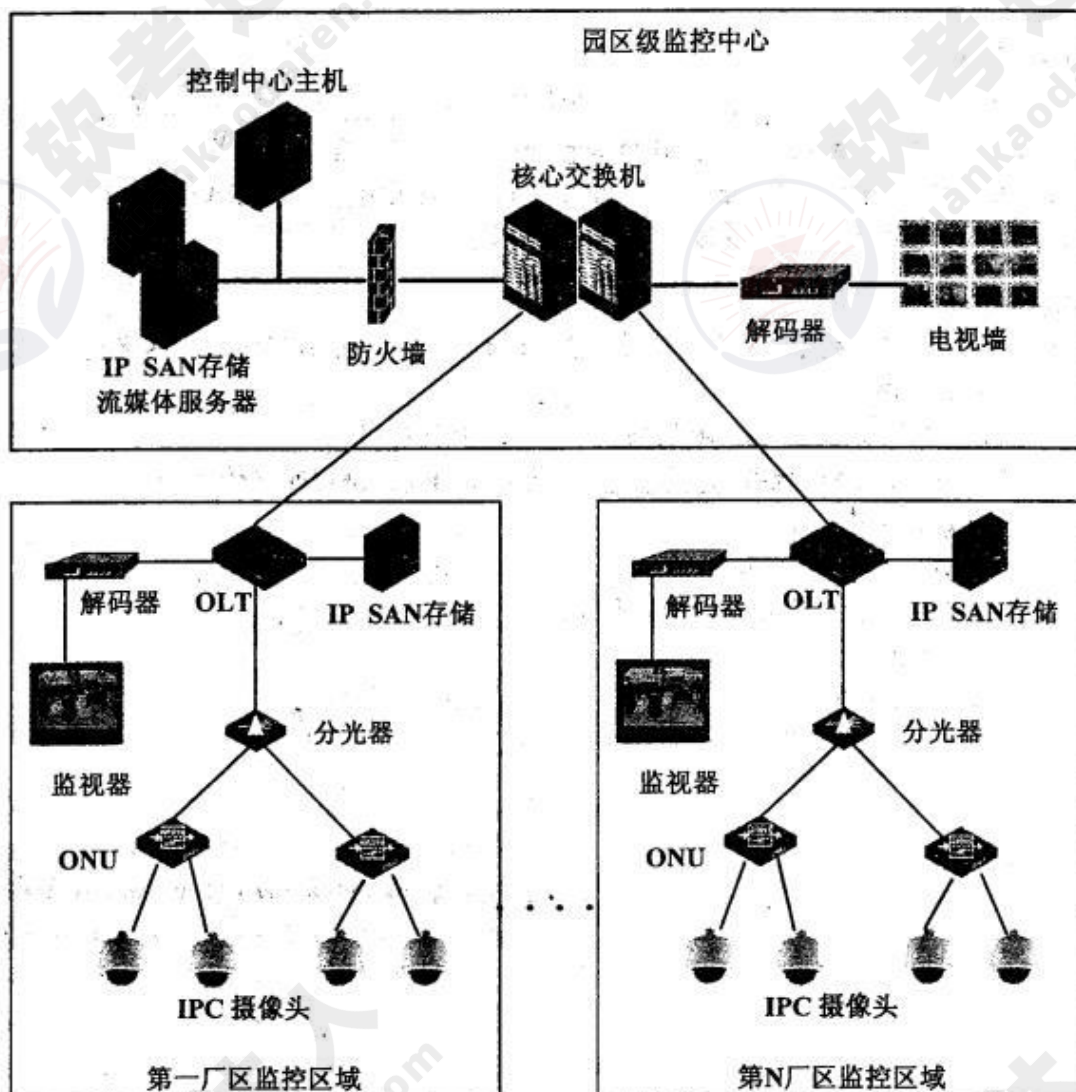 园区级监控中心
控制中心主机
核心交换机
IP SAN存储
流媒体服务器
防火墙
解码器
电视墙
解码器
OLT
IP SAN存储
监视器
分光器
ONU
IPC 摄像头
第一厂区监控区域
解码器
OLT
IP SAN存储
监视器
分光器
ONU
IPC 摄像头
第N厂区监控区域